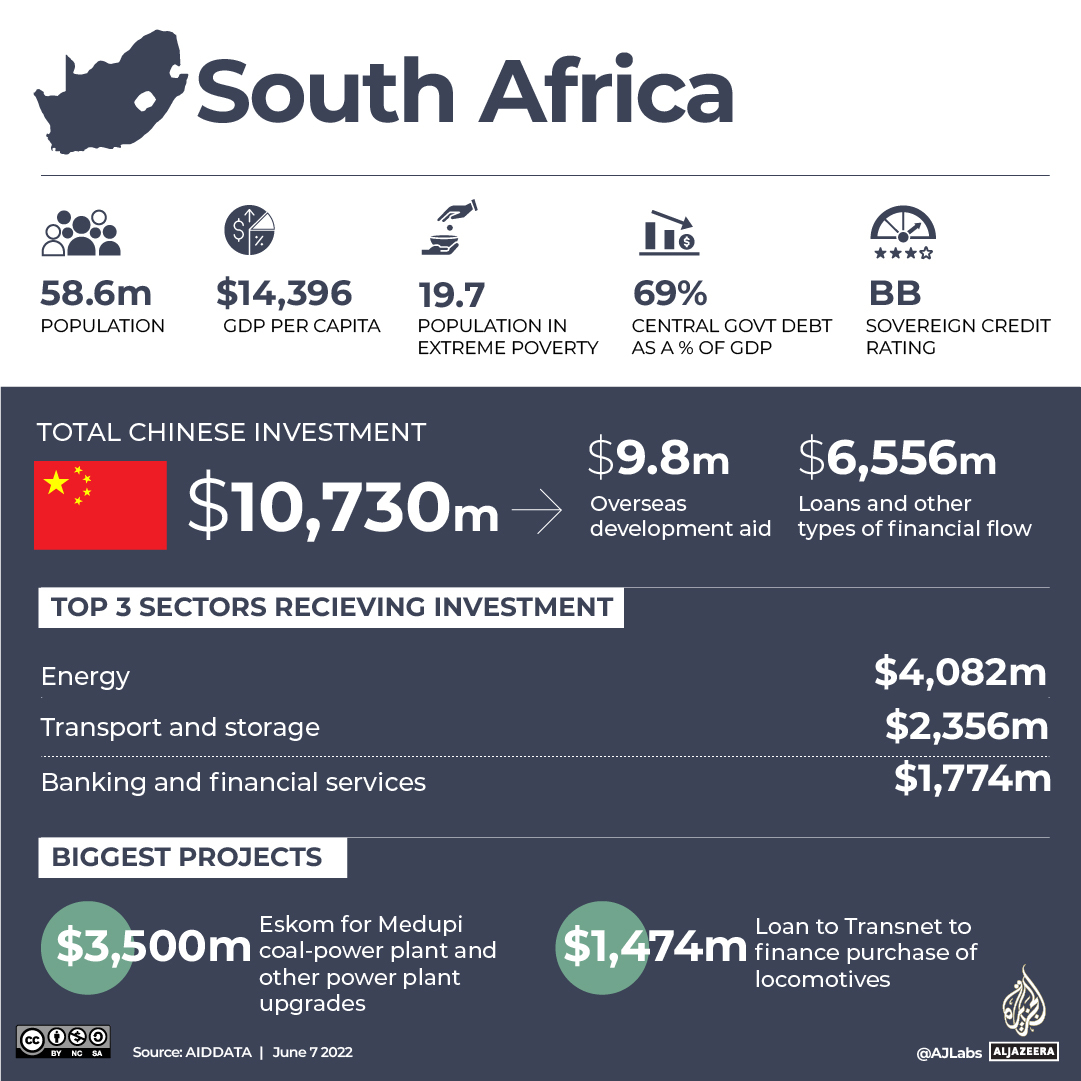 South Africa
58.6m
POPULATION
$14,396
GDP PER CAPITA
19.7
POPULATION IN
EXTREME POVERTY
69%
CENTRAL GOVT DEBT
AS A % OF GDP
BB
SOVEREIGN CREDIT
RATING
TOTAL CHINESE INVESTMENT
$10,730m
$9.8m
Overseas
development aid
$6,556m
Loans and other
types of financial flow
TOP 3 SECTORS RECIEVING INVESTMENT
Energy
$4,082m
Transport and storage
$2,356m
Banking and financial services
$1,774m
BIGGEST PROJECTS
$3,500m
Eskom for Medupi
coal-power plant and
other power plant
upgrades
$1,474m
Loan to Transnet to
finance purchase of
locomotives
cc
BY NC SA
Source: AIDDATA | June 7 2022
@AJLabs
الجزيرة
ALJAZEERA